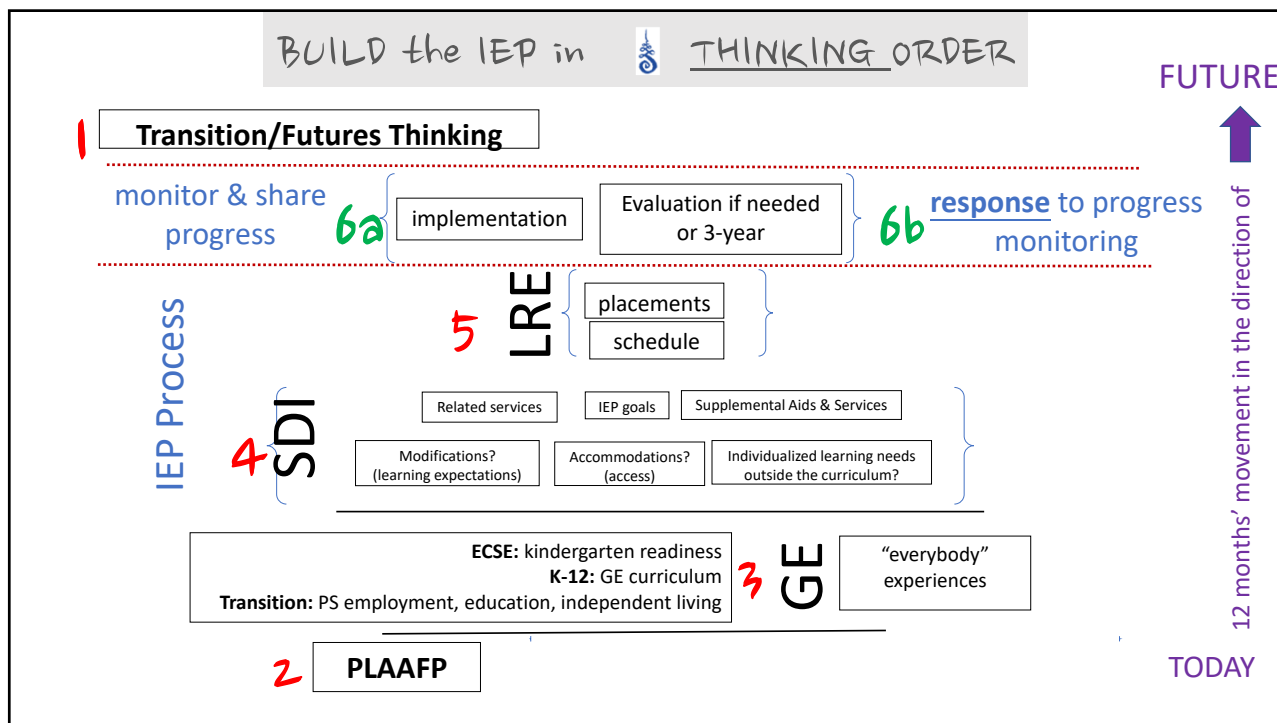 BUILD the IEP in THINKING ORDER
FUTURE
1 Transition/Futures Thinking
monitor & share
progress
6a
implementation
Evaluation if needed
or 3-year
6b
response to progress
monitoring
IEP Process
5
LRE
placements
schedule
4
SDI
Related services
IEP goals
Supplemental Aids & Services
Modifications?
(learning expectations)
Accommodations?
(access)
Individualized learning needs
outside the curriculum?
ECSE: kindergarten readiness
K-12: GE curriculum
Transition: PS employment, education, independent living
3
GE
“everybody”
experiences
2 PLAAFP
12 months’ movement in the direction of
TODAY